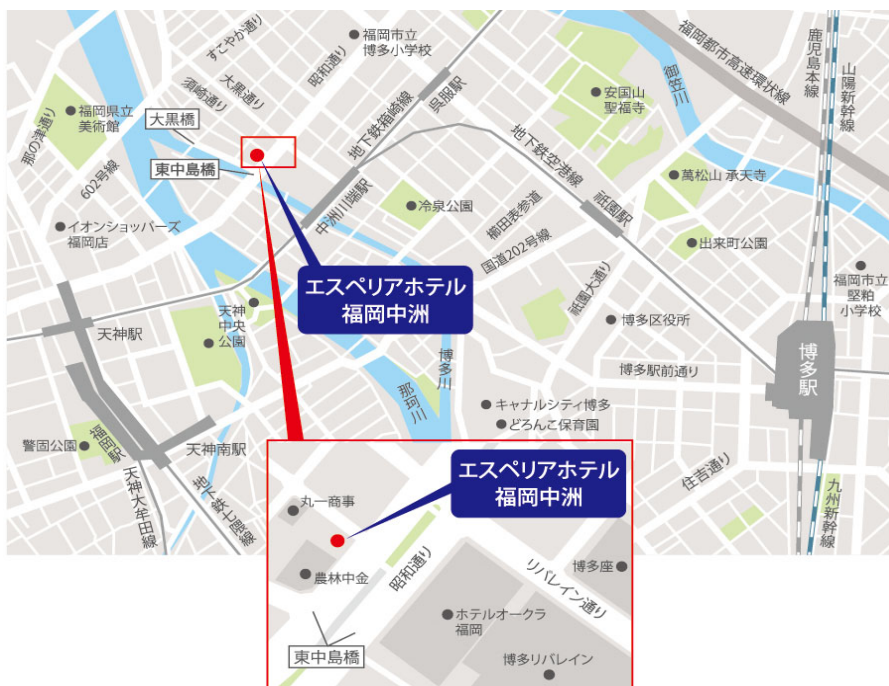 すこやか通り
昭和通り
福岡市立
博多小学校
福岡都市高速環状線
鹿児島本線
山陽新幹線
御笠川
那の津通り
福岡県立
美術館
須崎通り
大黒通り
大黒橋
呉服駅
地下鉄箱崎線
安国山
聖福寺
地下鉄空港線
602号線
東中島橋
中洲川端駅
冷泉公園
櫛田表参道
国道202号線
祇園駅
萬松山 承天寺
出来町公園
イオンショッパーズ
福岡店
エスペリアホテル
福岡中洲
祇園大通り
福岡市立
堅粕
小学校
天神駅
天神
中央
公園
博多区役所
博多川
那珂川
博多駅前通り
博多駅
キャナルシティ博多
どろんこ保育園
警固公園
福岡駅
天神南駅
天神大牟田線
地下鉄七隈線
住吉通り
九州新幹線
エスペリアホテル
福岡中洲
丸一商事
農林中金
昭和通り
リバレイン通り
博多座
ホテルオークラ
福岡
東中島橋
博多リバレイン